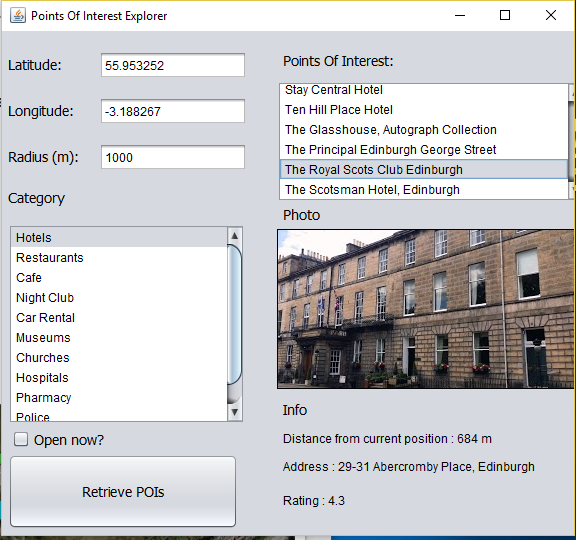 Points Of Interest Explorer
Latitude:
55.953252
Longitude:
-3.188267
Radius (m):
1000
Category
Hotels
Restaurants
Cafe
Night Club
Car Rental
Museums
Churches
Hospitals
Pharmacy
Police
Open now?
Retrieve POIs
Points Of Interest:
Stay Central Hotel
Ten Hill Place Hotel
The Glasshouse, Autograph Collection
The Principal Edinburgh George Street
The Royal Scots Club Edinburgh
The Scotsman Hotel, Edinburgh
Photo
Info
Distance from current position : 684 m
Address : 29-31 Abercromby Place, Edinburgh
Rating : 4.3